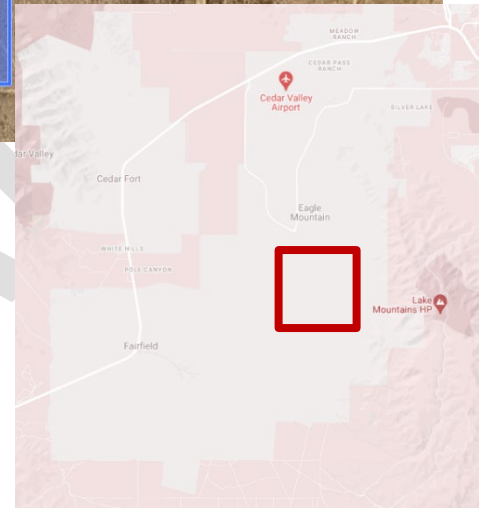 MEADOW
RANCH
CEDAR PASS
RANCH
Cedar Valley
Airport
SILVER LAKE
dar Valley
Cedar Fort
Eagle
Mountain
WHITE HILLS
POLE CANYON
Lake
Mountains HP
Fairfield